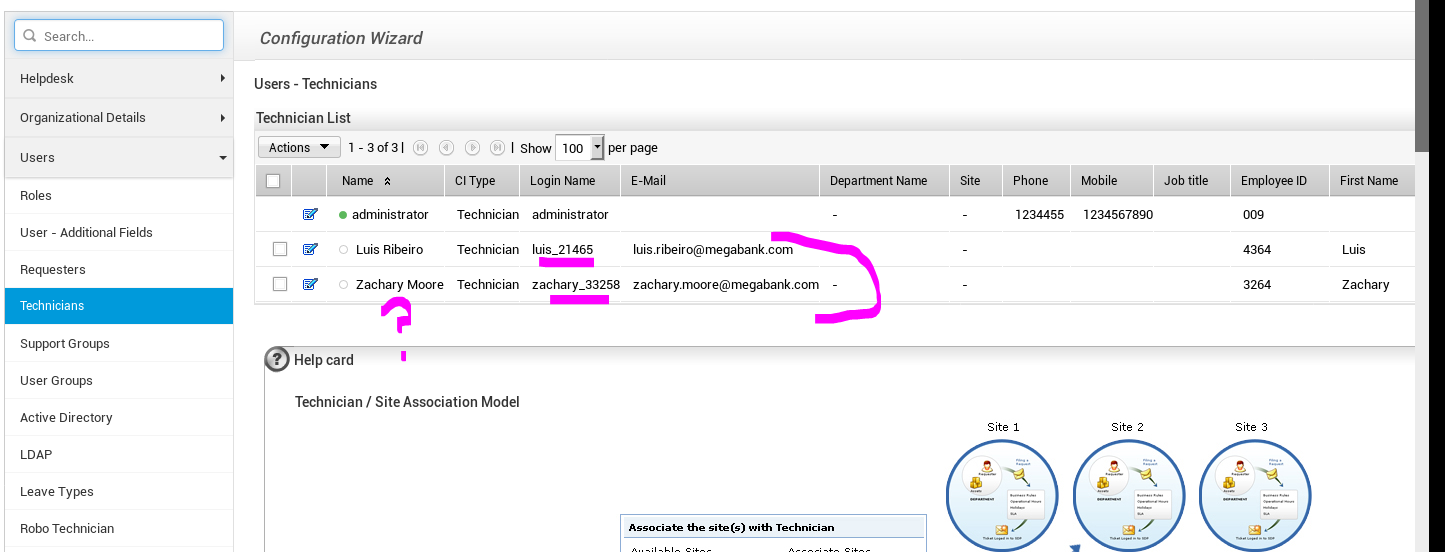 Search...
Configuration Wizard
Helpdesk
Organizational Details
Users
Roles
User - Additional Fields
Requesters
Technicians
Support Groups
User Groups
Active Directory
LDAP
Leave Types
Robo Technician
Users - Technicians
Technician List
Actions 1 - 3 of 3 | | Show 100 per page
Name CI Type Login Name E-Mail Department Name Site Phone Mobile Job title Employee ID First Name
administrator Technician administrator - - 1234455 1234567890 009
Luis Ribeiro Technician luis_21465 luis.ribeiro@megabank.com - 4364 Luis
Zachary Moore Technician zachary_33258 zachary.moore@megabank.com - - 3264 Zachary
?
? Help card
Technician / Site Association Model
Site 1 Site 2 Site 3
Associate the site(s) with Technician
Available Sites Associate Sites